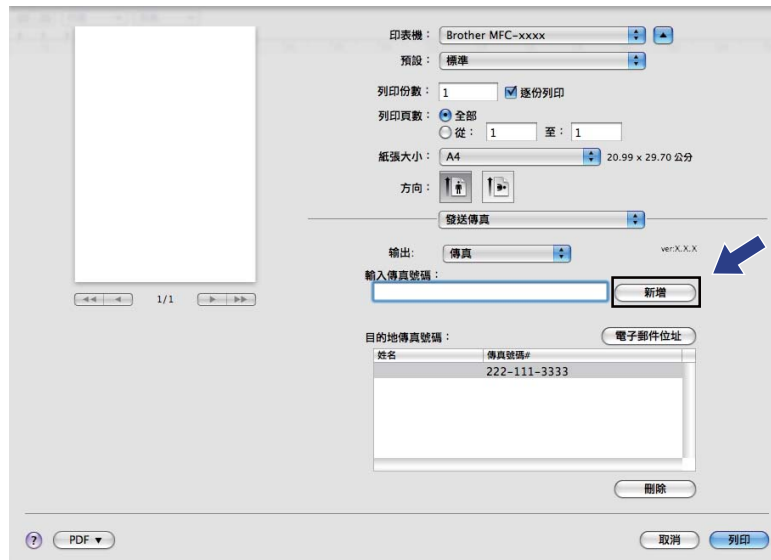 印表機： Brother MFC-xxxx
預設： 標準
列印份數： 1 逐份列印
列印頁數： 全部
從： 1 至： 1
紙張大小： A4 20.99 x 29.70 公分
方向：
發送傳真
輸出: 傳真 ver:X.X.X
輸入傳真號碼：
新增
1/1
目的地傳真號碼： 電子郵件位址
姓名 傳真號碼#
222-111-3333
刪除
? PDF ▼ 取消 列印